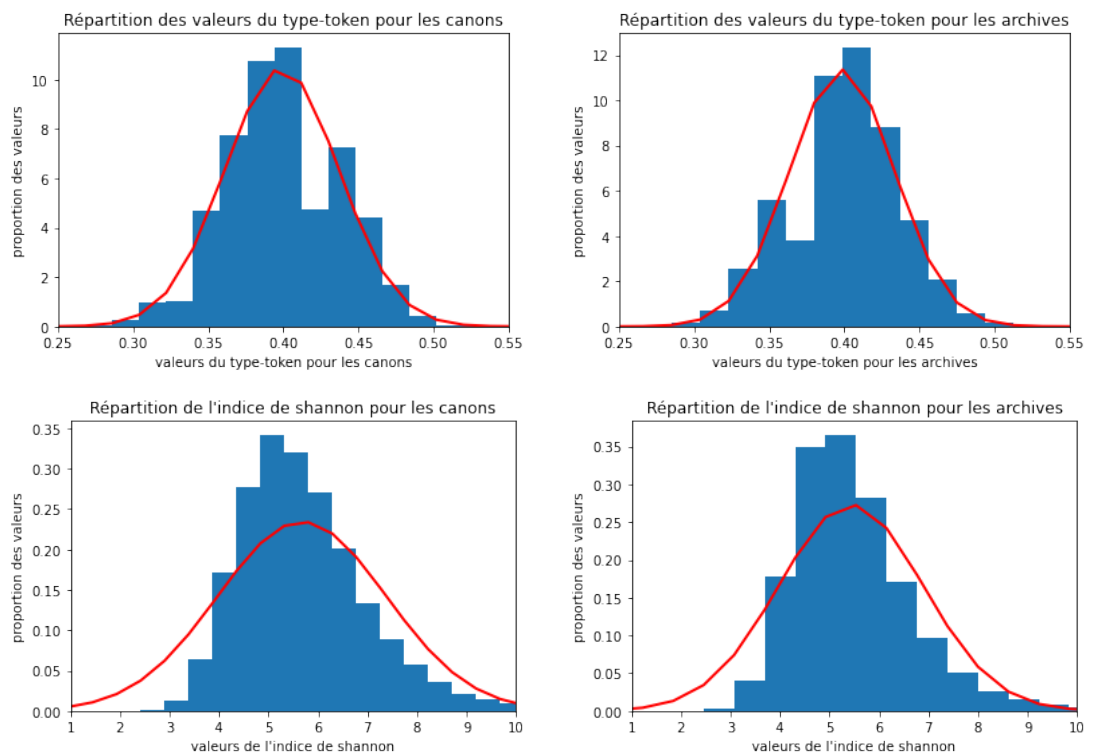 Répartition des valeurs du type-token pour les canons
proportion des valeurs
10
8
6
4
2
0
0.25 0.30 0.35 0.40 0.45 0.50 0.55
valeurs du type-token pour les canons
Répartition des valeurs du type-token pour les archives
proportion des valeurs
12
10
8
6
4
2
0
0.25 0.30 0.35 0.40 0.45 0.50 0.55
valeurs du type-token pour les archives
Répartition de l'indice de shannon pour les canons
proportion des valeurs
0.35
0.30
0.25
0.20
0.15
0.10
0.05
0.00
1 2 3 4 5 6 7 8 9 10
valeurs de l'indice de shannon
Répartition de l'indice de shannon pour les archives
proportion des valeurs
0.35
0.30
0.25
0.20
0.15
0.10
0.05
0.00
1 2 3 4 5 6 7 8 9 10
valeurs de l'indice de shannon